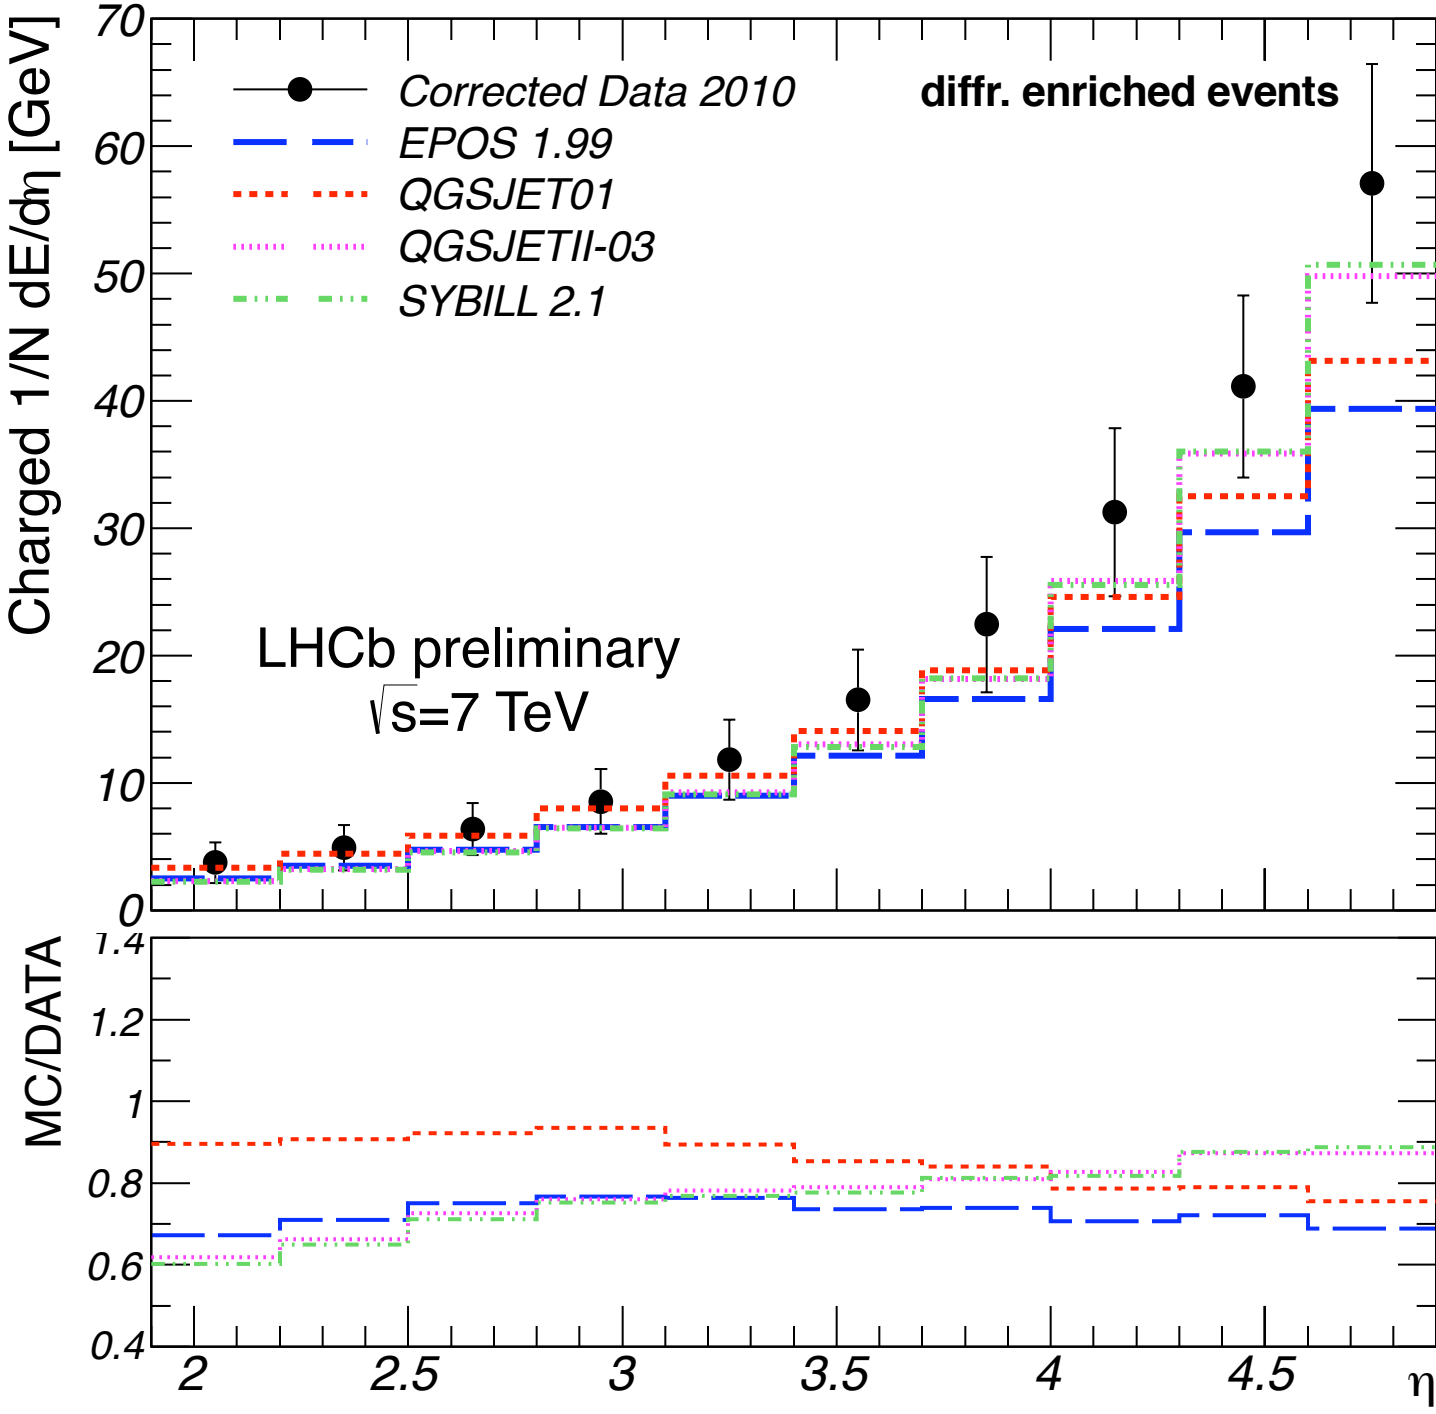 Charged 1/N dE/dη [GeV]
70
60
50
40
30
20
10
0
Corrected Data 2010
EPOS 1.99
QGSJET01
QGSJETII-03
SYBILL 2.1
diffr. enriched events
LHCb preliminary
√s=7 TeV
MC/DATA
1.4
1.2
1
0.8
0.6
0.4
2 2.5 3 3.5 4 4.5 η